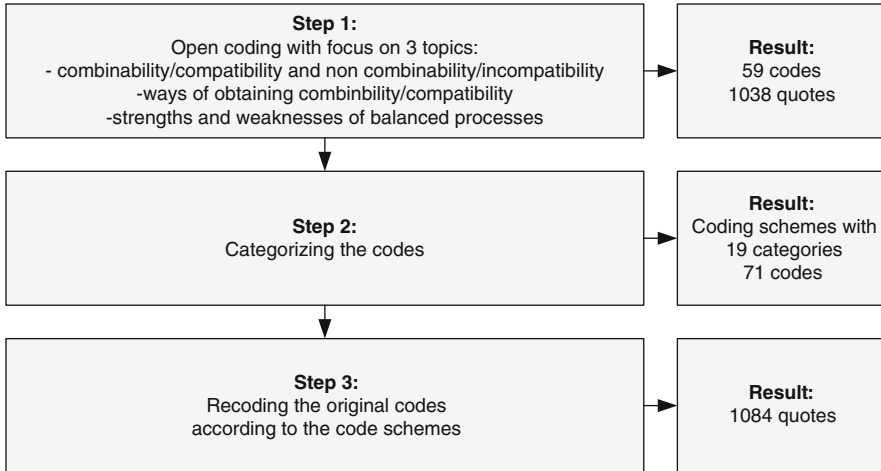 Step 1:
Open coding with focus on 3 topics:
- combinability/compatibility and non combinability/incompatibility
-ways of obtaining combinbility/compatibility
-strengths and weaknesses of balanced processes
Result:
59 codes
1038 quotes
Step 2:
Categorizing the codes
Result:
Coding schemes with
19 categories
71 codes
Step 3:
Recoding the original codes
according to the code schemes
Result:
1084 quotes